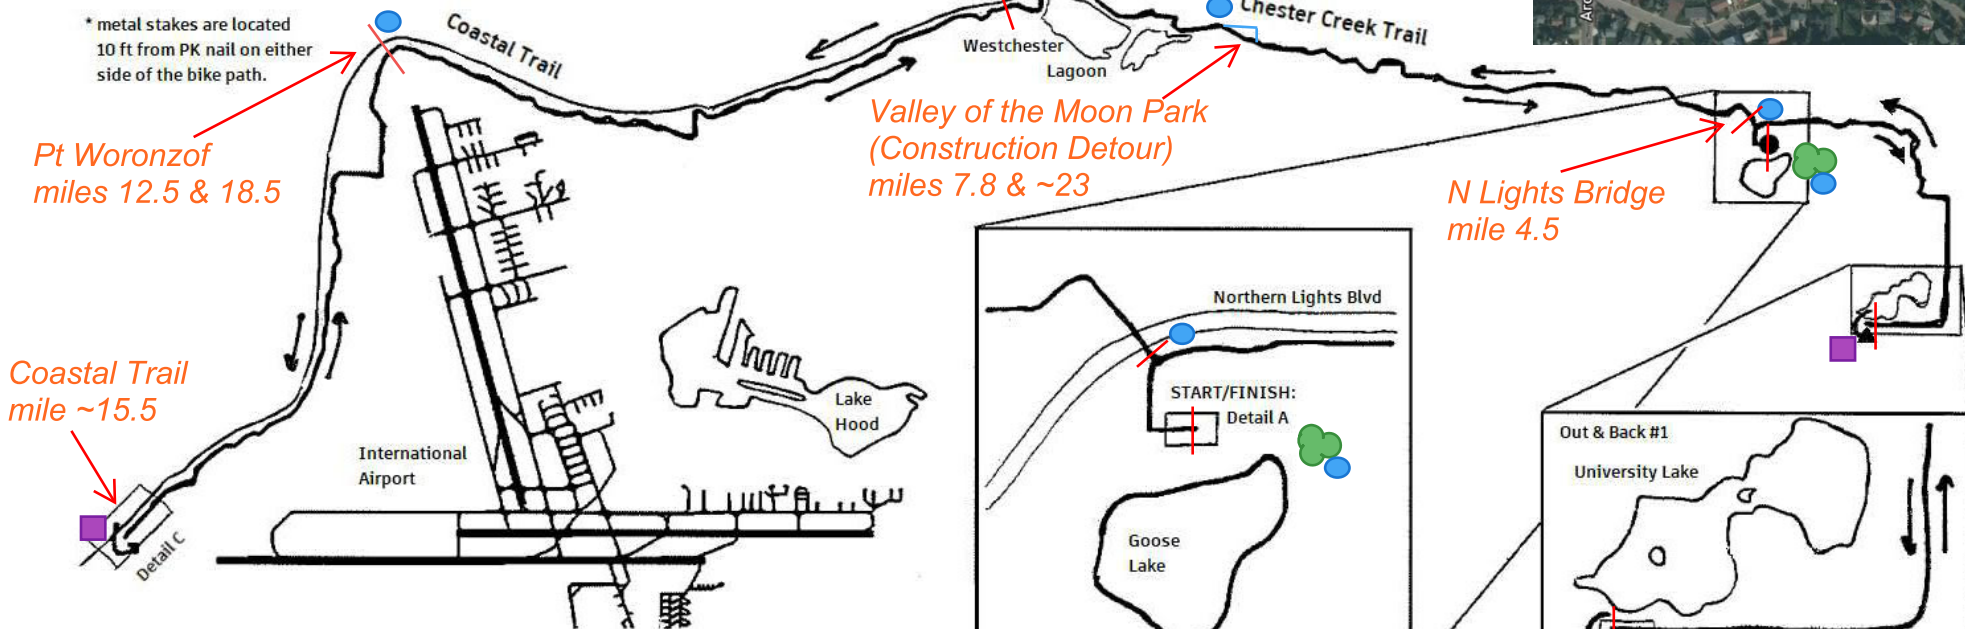 * metal stakes are located
10 ft from PK nail on either
side of the bike path.
Coastal Trail
Chester Creek Trail
Westchester
Lagoon
Pt Woronzof
miles 12.5 & 18.5
Valley of the Moon Park
(Construction Detour)
miles 7.8 & ~23
N Lights Bridge
mile 4.5
Coastal Trail
mile ~15.5
Detail C
International
Airport
Lake
Hood
Northern Lights Blvd
START/FINISH:
Detail A
Goose
Lake
Out & Back #1
University Lake